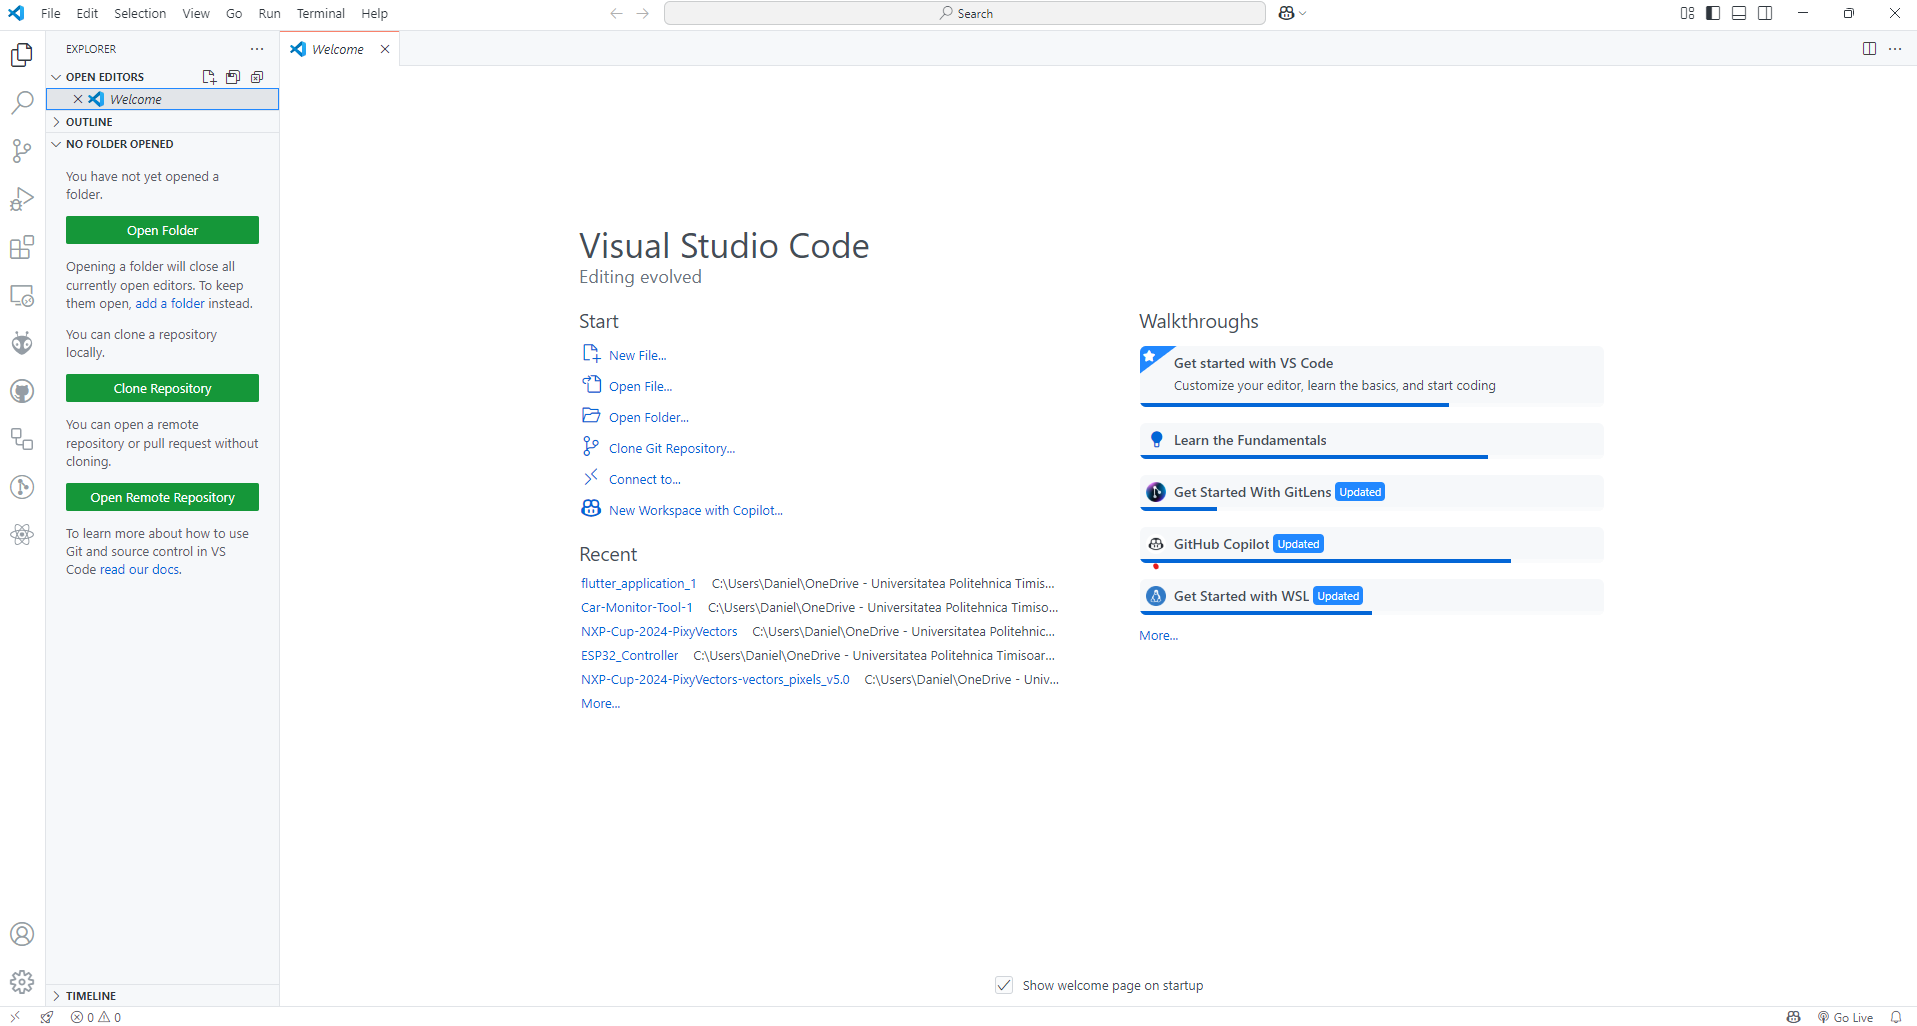 File Edit Selection View Go Run Terminal Help
Search
EXPLORER
OPEN EDITORS
Welcome
OUTLINE
NO FOLDER OPENED
You have not yet opened a
folder.
Open Folder
Opening a folder will close all
currently open editors. To keep
them open, add a folder instead.
You can clone a repository
locally.
Clone Repository
You can open a remote
repository or pull request without
cloning.
Open Remote Repository
To learn more about how to use
Git and source control in VS
Code read our docs.
TIMELINE
Welcome
Visual Studio Code
Editing evolved
Start
New File...
Open File...
Open Folder...
Clone Git Repository...
Connect to...
New Workspace with Copilot...
Recent
flutter_application_1 C:\Users\Daniel\OneDrive - Universitatea Politehnica Timis...
Car-Monitor-Tool-1 C:\Users\Daniel\OneDrive - Universitatea Politehnica Timiso...
NXP-Cup-2024-PixyVectors C:\Users\Daniel\OneDrive - Universitatea Politehnic...
ESP32_Controller C:\Users\Daniel\OneDrive - Universitatea Politehnica Timisoar...
NXP-Cup-2024-PixyVectors-vectors_pixels_v5.0 C:\Users\Daniel\OneDrive - Univ...
More...
Walkthroughs
Get started with VS Code
Customize your editor, learn the basics, and start coding
Learn the Fundamentals
Get Started With GitLens Updated
GitHub Copilot Updated
Get Started with WSL Updated
More...
Show welcome page on startup
0 0
Go Live